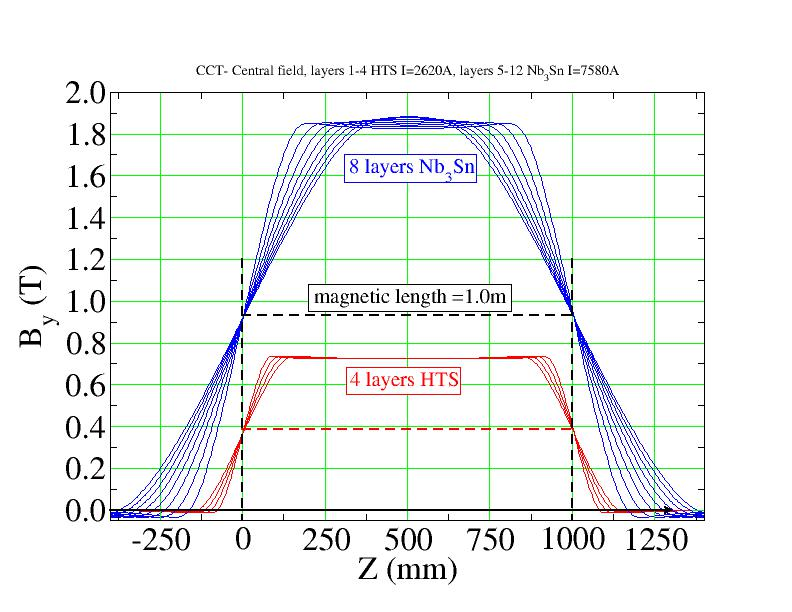 CCT- Central field, layers 1-4 HTS I=2620A, layers 5-12 Nb3Sn I=7580A
2.0
1.8
8 layers Nb3Sn
1.6
1.4
1.2
magnetic length =1.0m
1.0
0.8
4 layers HTS
0.6
0.4
0.2
0.0
By (T)
-250 0 250 500 750 1000 1250
Z (mm)